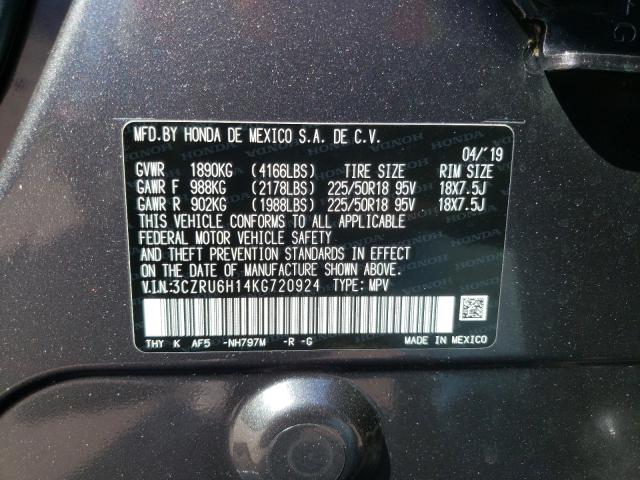 MFD.BY HONDA DE MEXICO S.A. DE C.V.
04/'19
GVWR 1890KG (4166LBS) TIRE SIZE RIM SIZE
GAWR F 988KG (2178LBS) 225/50R18 95V 18X7.5J
GAWR R 902KG (1988LBS) 225/50R18 95V 18X7.5J
THIS VEHICLE CONFORMS TO ALL APPLICABLE
FEDERAL MOTOR VEHICLE SAFETY
AND THEFT PREVENTION STANDARDS IN EFFECT
ON THE DATE OF MANUFACTURE SHOWN ABOVE.
V.I.N.:3CZRU6H14KG720924 TYPE: MPV
THY K AF5 -NH797M -R -G MADE IN MEXICO